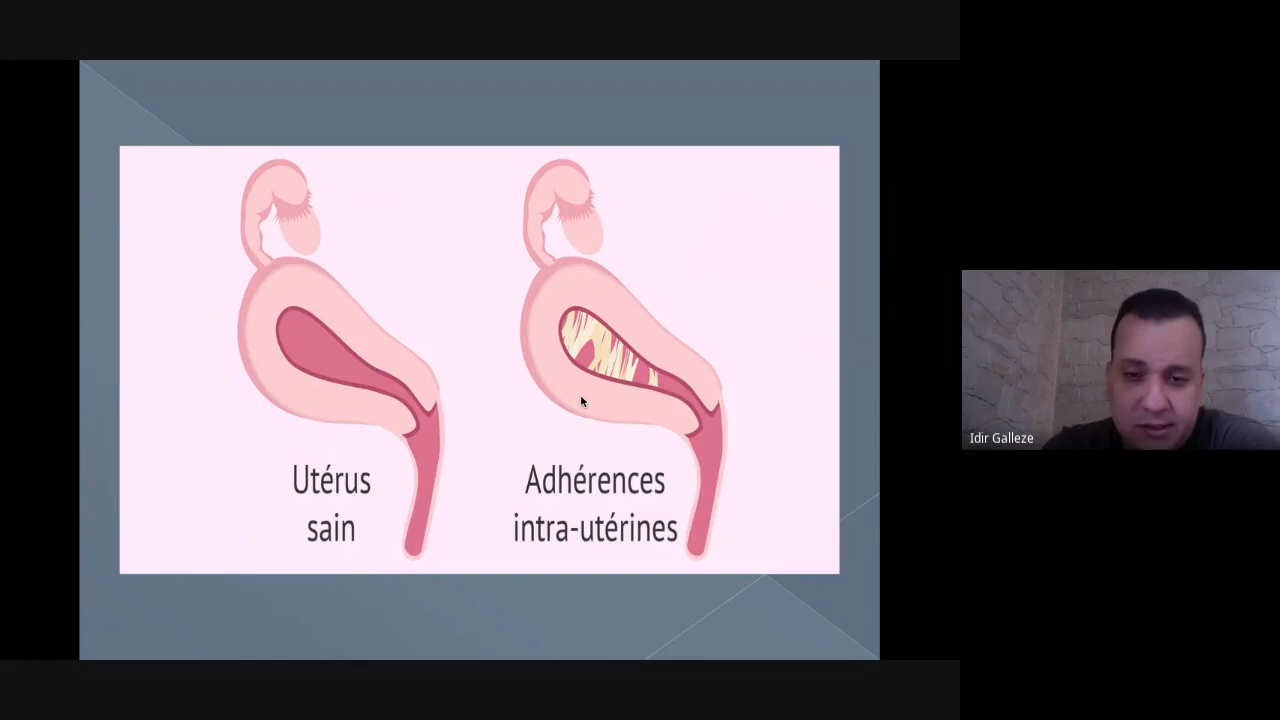 Utérus
sain
Adhérences
intra-utérines
Idir Galleze